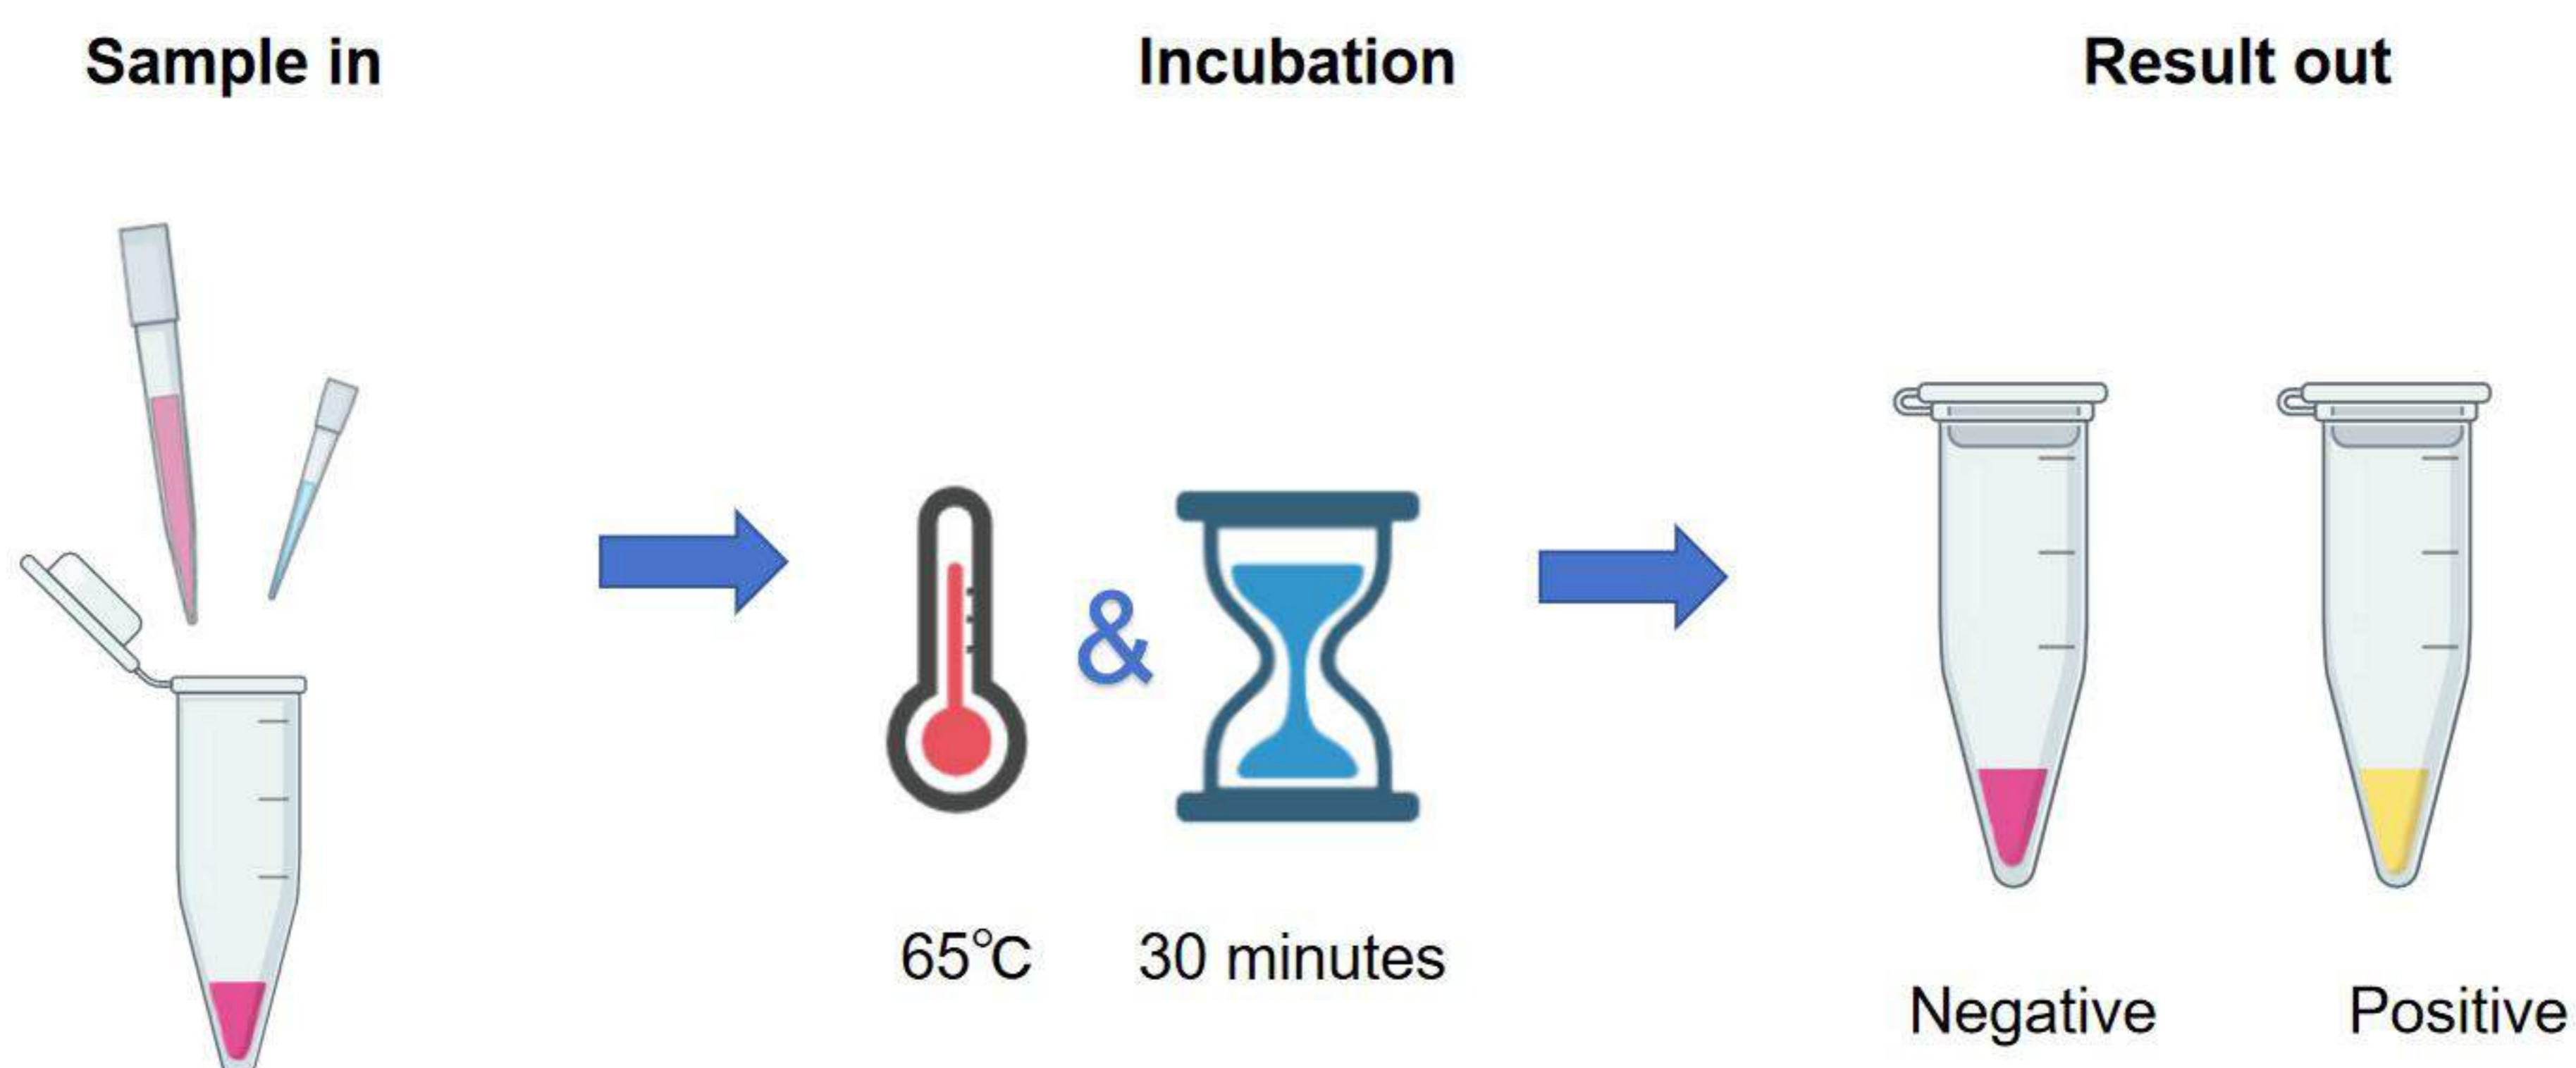 Sample in
Incubation
Result out
&
65℃
30 minutes
Negative
Positive